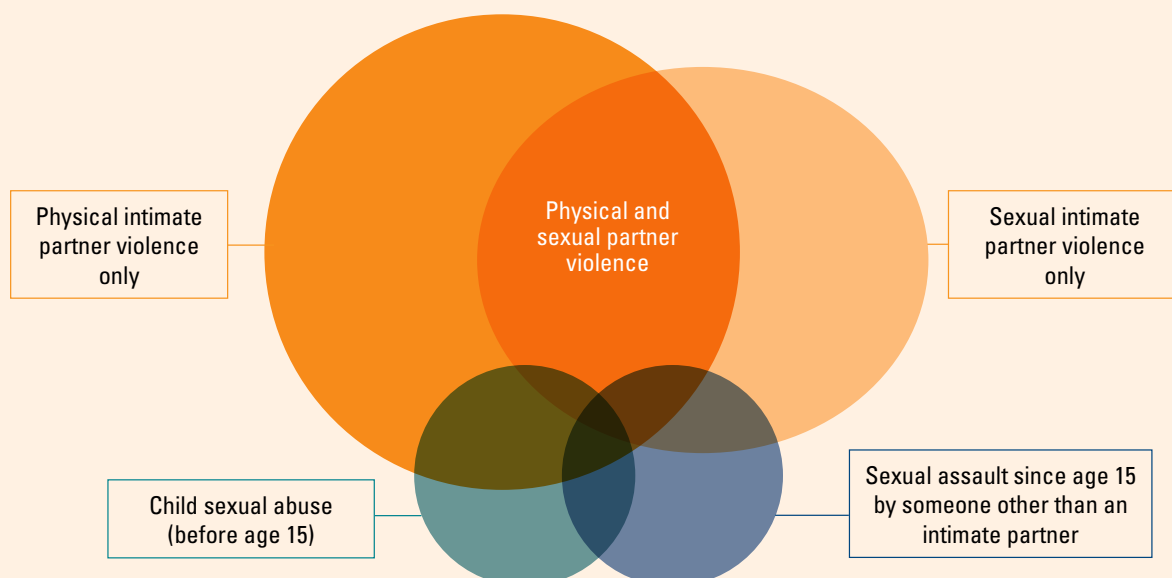 Physical and
sexual partner
violence
Physical intimate
partner violence
only
Sexual intimate
partner violence
only
Child sexual abuse
(before age 15)
Sexual assault since age 15
by someone other than an
intimate partner